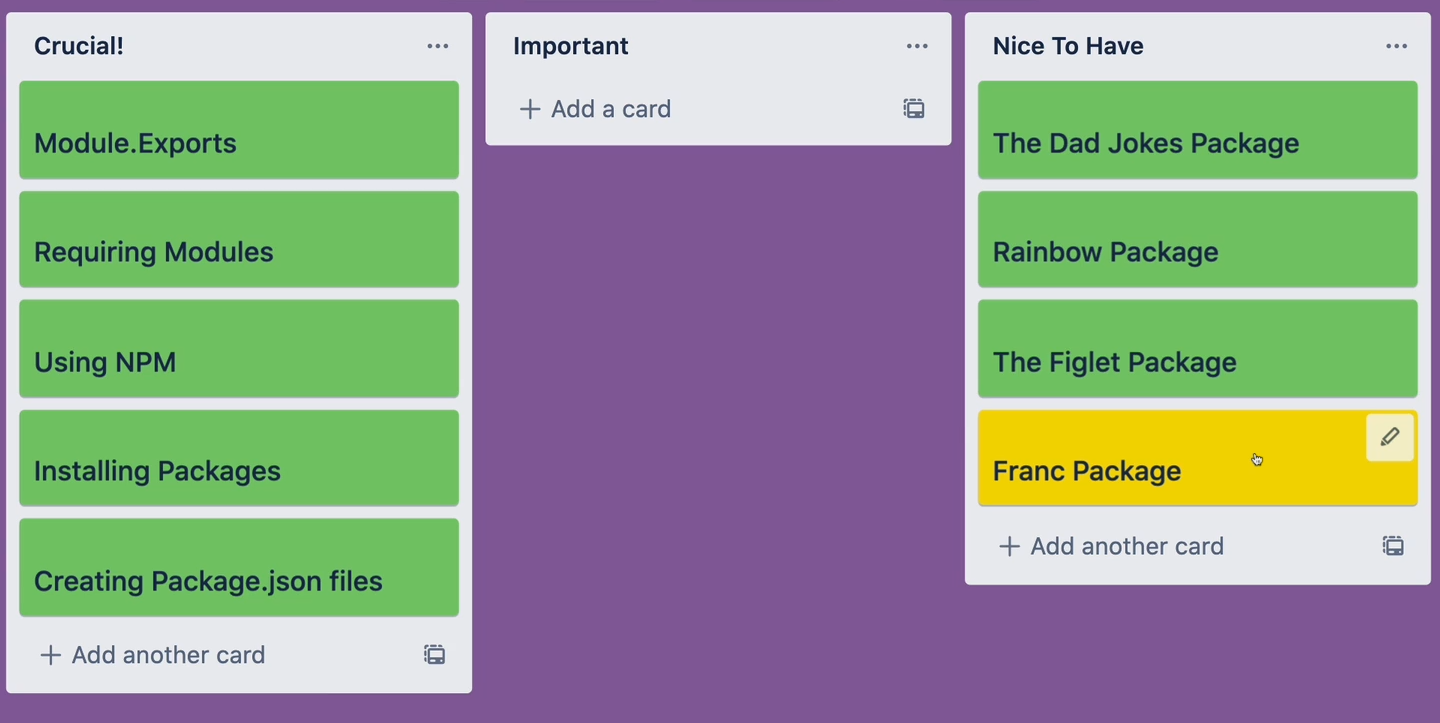 Crucial!
Module.Exports
Requiring Modules
Using NPM
Installing Packages
Creating Package.json files
Add another card
Important
Add a card
Nice To Have
The Dad Jokes Package
Rainbow Package
The Figlet Package
Franc Package
Add another card